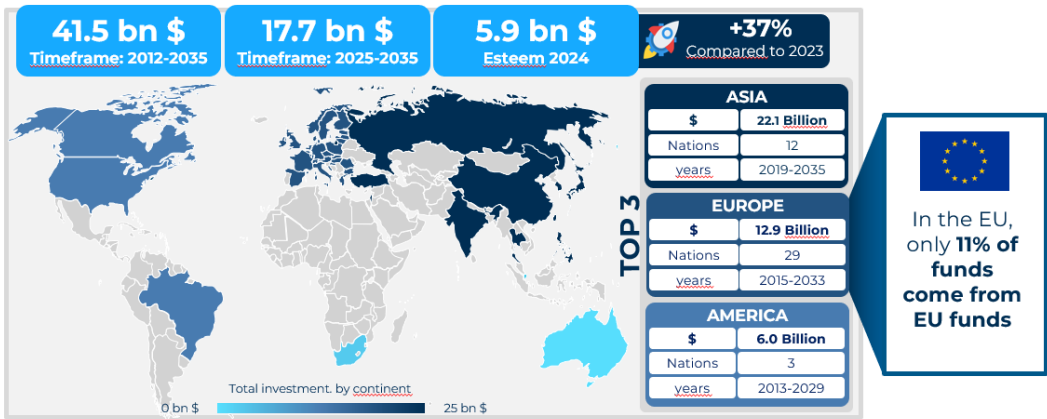 41.5 bn $
Timeframe: 2012-2035
17.7 bn $
Timeframe: 2025-2035
5.9 bn $
Esteem 2024
+37%
Compared to 2023
TOP 3
ASIA
$ 22.1 Billion
Nations 12
years 2019-2035
EUROPE
$ 12.9 Billion
Nations 29
years 2015-2033
AMERICA
$ 6.0 Billion
Nations 3
years 2013-2029
In the EU,
only 11% of
funds
come from
EU funds
Total investment. by continent
0 bn $ 25 bn $